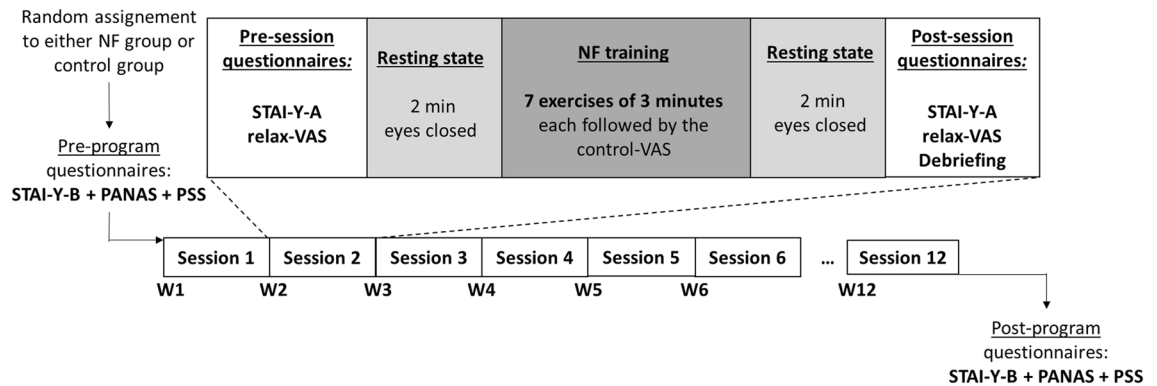 Random assignement
to either NF group or
control group
Pre-program
questionnaires:
STAI-Y-B + PANAS + PSS
Pre-session
questionnaires:
STAI-Y-A
relax-VAS
Resting state
2 min
eyes closed
NF training
7 exercises of 3 minutes
each followed by the
control-VAS
Resting state
2 min
eyes closed
Post-session
questionnaires:
STAI-Y-A
relax-VAS
Debriefing
Session 1
Session 2
Session 3
Session 4
Session 5
Session 6
...
Session 12
W1
W2
W3
W4
W5
W6
W12
Post-program
questionnaires:
STAI-Y-B + PANAS + PSS